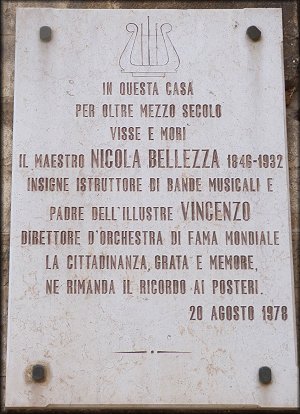 IN QUESTA CASA
PER OLTRE MEZZO SECOLO
VISSE E MORÌ
IL MAESTRO NICOLA BELLEZZA 1846-1932
INSIGNE ISTRUTTORE DI BANDE MUSICALI E
PADRE DELL'ILLUSTRE VINCENZO
DIRETTORE D'ORCHESTRA DI FAMA MONDIALE
LA CITTADINANZA, GRATA E MEMORE,
NE RIMANDA IL RICORDO AI POSTERI.
20 AGOSTO 1978